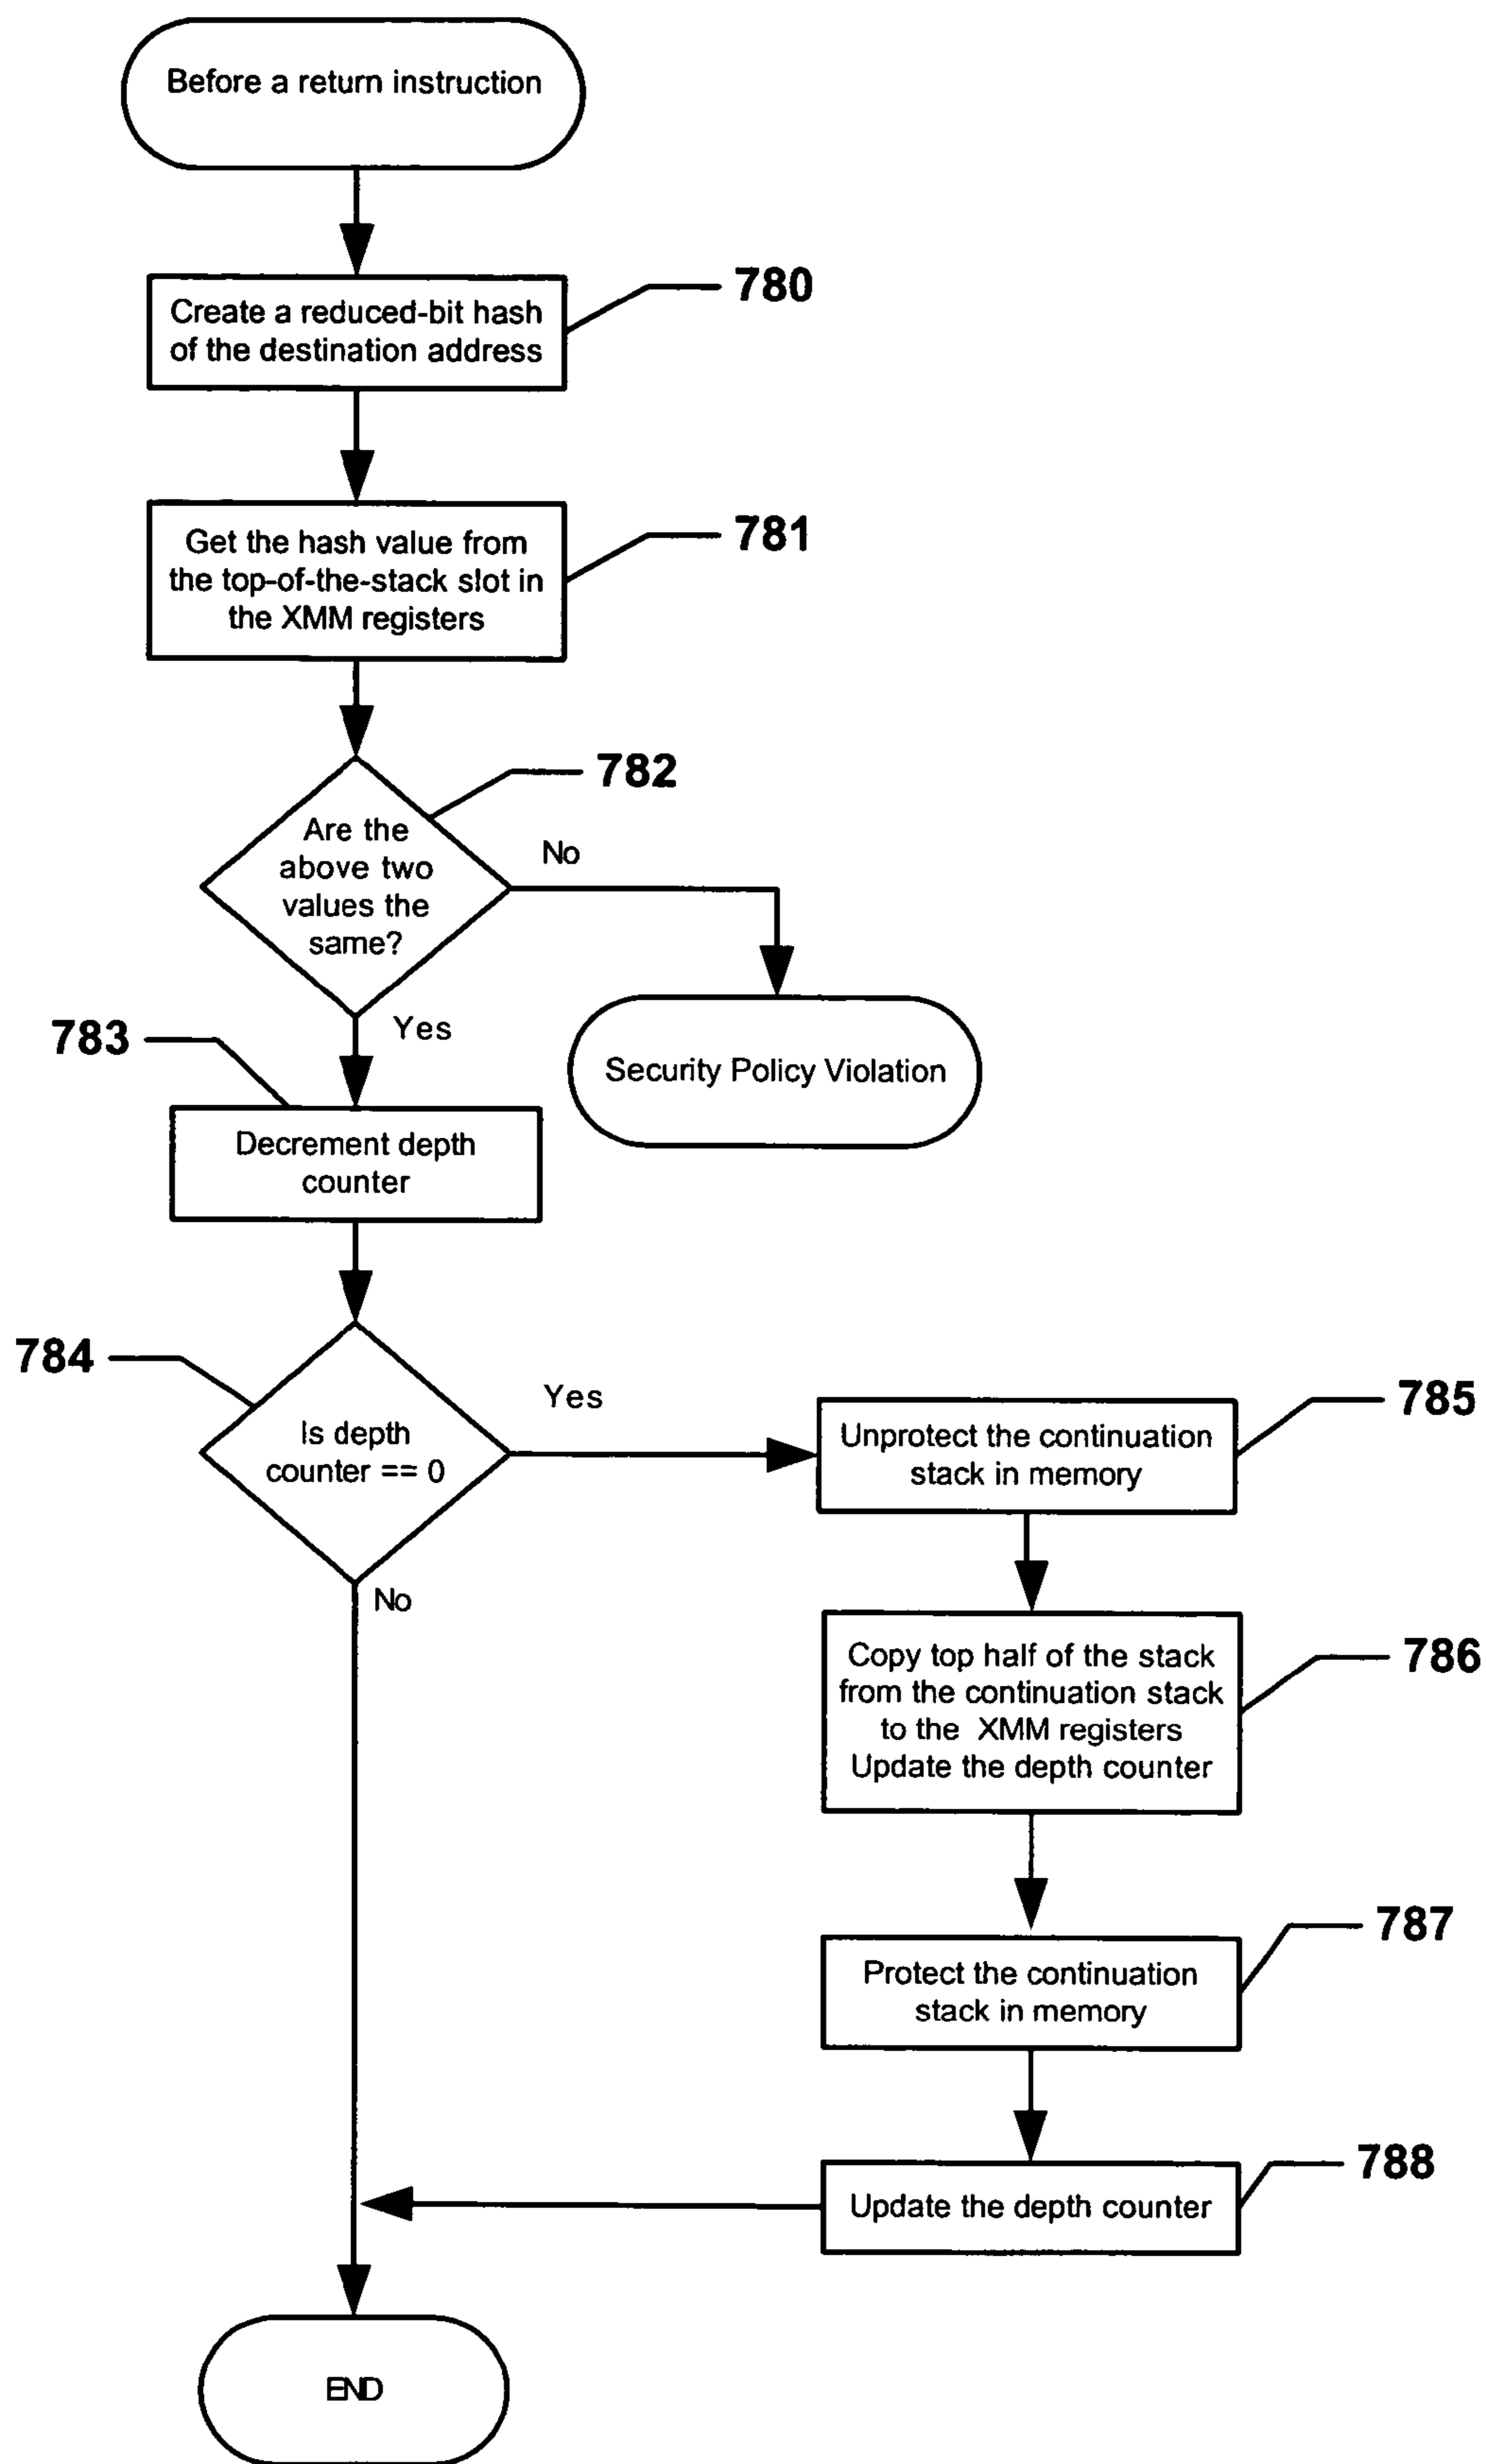 Before a return instruction
780
Create a reduced-bit hash
of the destination address
781
Get the hash value from
the top-of-the-stack slot in
the XMM registers
782
Are the
above two
values the
same?
No
Yes
Security Policy Violation
783
Decrement depth
counter
784
Is depth
counter == 0
Yes
No
785
Unprotect the continuation
stack in memory
786
Copy top half of the stack
from the continuation stack
to the XMM registers
Update the depth counter
787
Protect the continuation
stack in memory
788
Update the depth counter
END